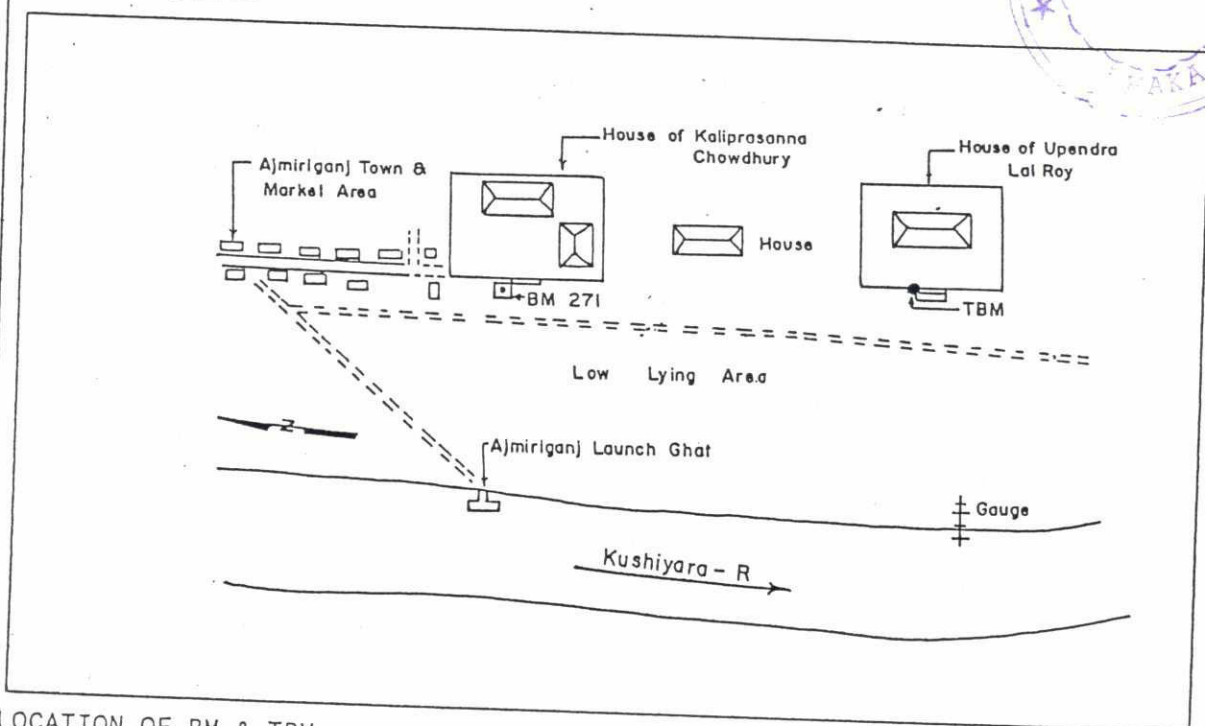 House of Kaliprasanna
Chowdhury
House of Upendra
Lal Roy
Ajmiriganj Town &
Market Area
House
BM 271
TBM
Low Lying Area
N
Ajmiriganj Launch Ghat
Gauge
Kushiyara - R
LOCATION OF BM & TBM